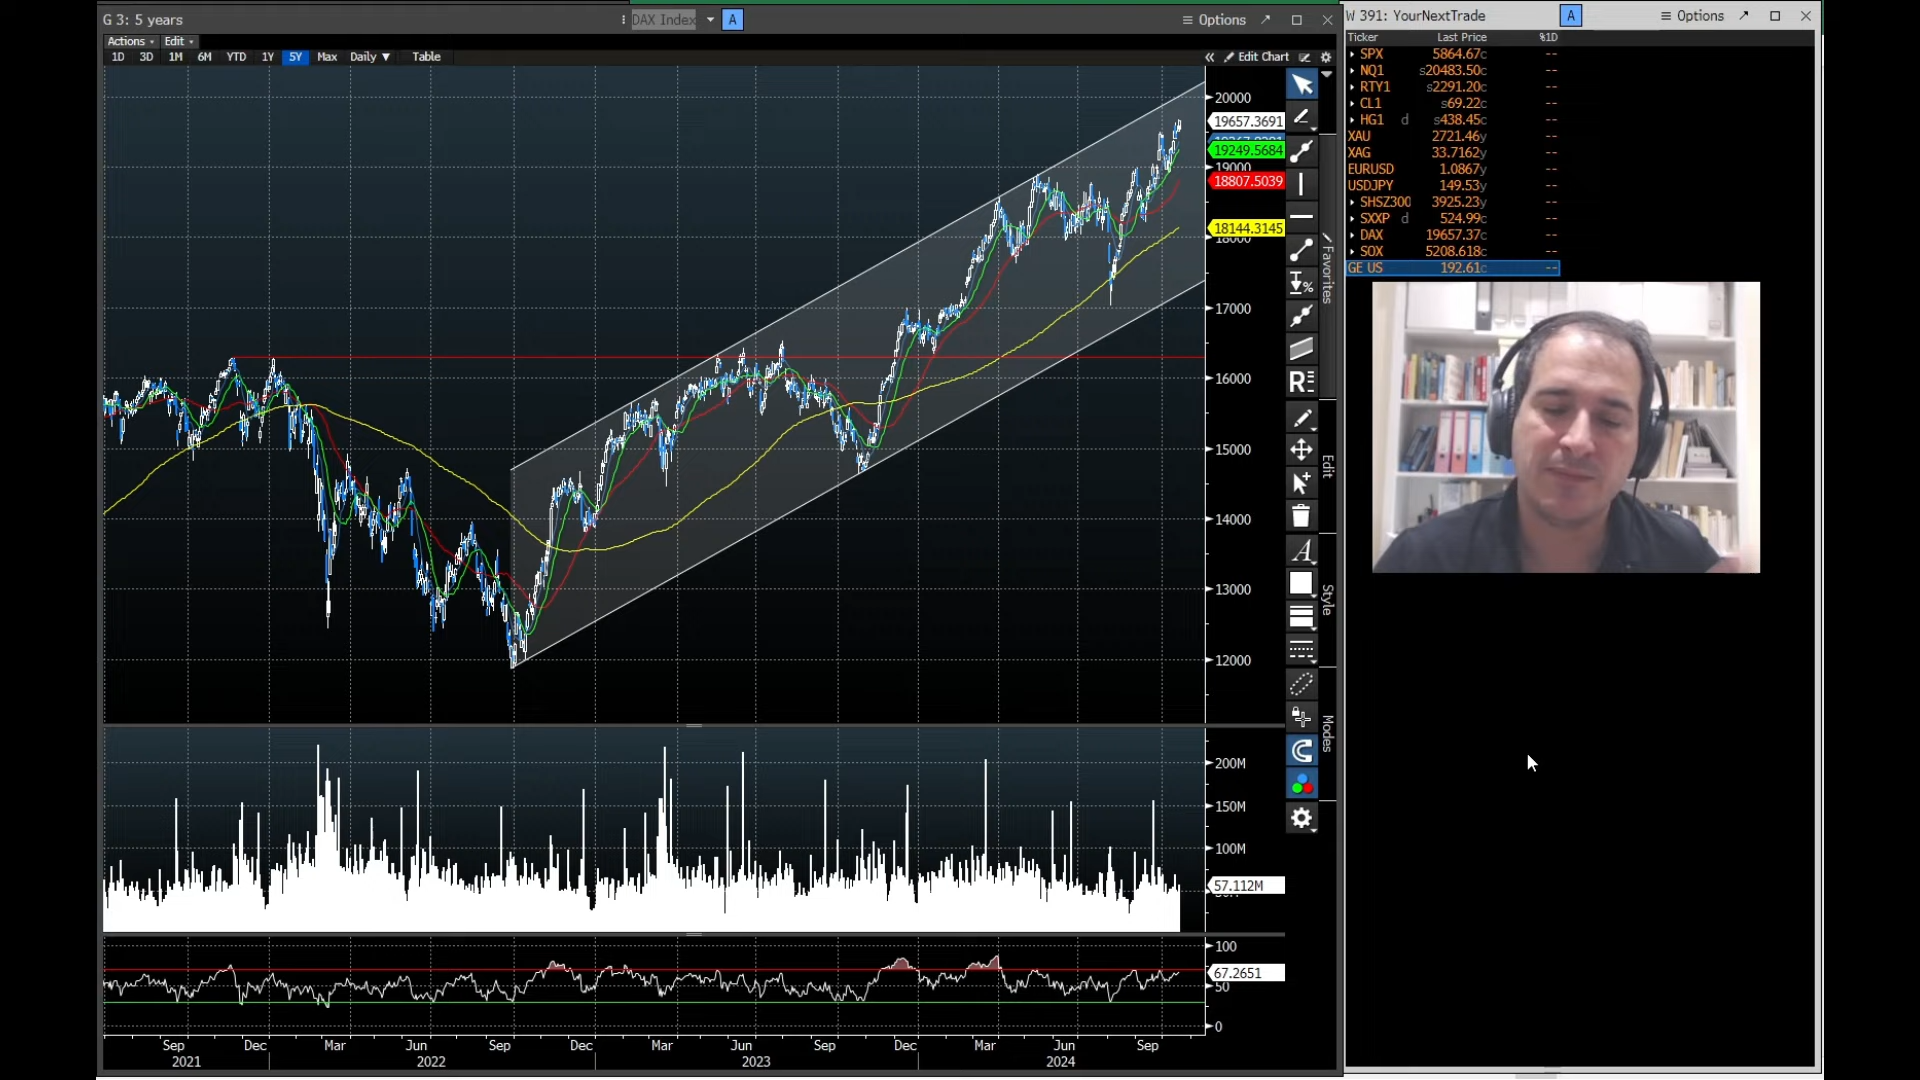 G 3: 5 years
DAX Index
A
Options
Actions
Edit
1D 3D 1M 6M YTD 1Y 5Y Max Daily ▼ Table
« Edit Chart
20000
19657.3691
19249.5684
19000
18807.5039
18144.3145
18000
17000
16000
15000
14000
13000
12000
200M
150M
100M
57.112M
100
67.2651
50
0
Sep Dec Mar Jun Sep Dec Mar Jun Sep Dec Mar Jun Sep
2021 2022 2023 2024
Favorites
Edit
Style
Modes
W 391: YourNextTrade
A
Options
Ticker Last Price %1D
SPX 5864.67c --
NQ1 s20483.50c --
RTY1 s2291.20c --
CL1 s69.22c --
HG1 d s438.45c --
XAU 2721.46y --
XAG 33.7162y --
EURUSD 1.0867y --
USDJPY 149.53y --
SHSZ300 3925.23y --
SXXP d 524.99c --
DAX 19657.37c --
SOX 5208.618c --
GE US 192.61c --